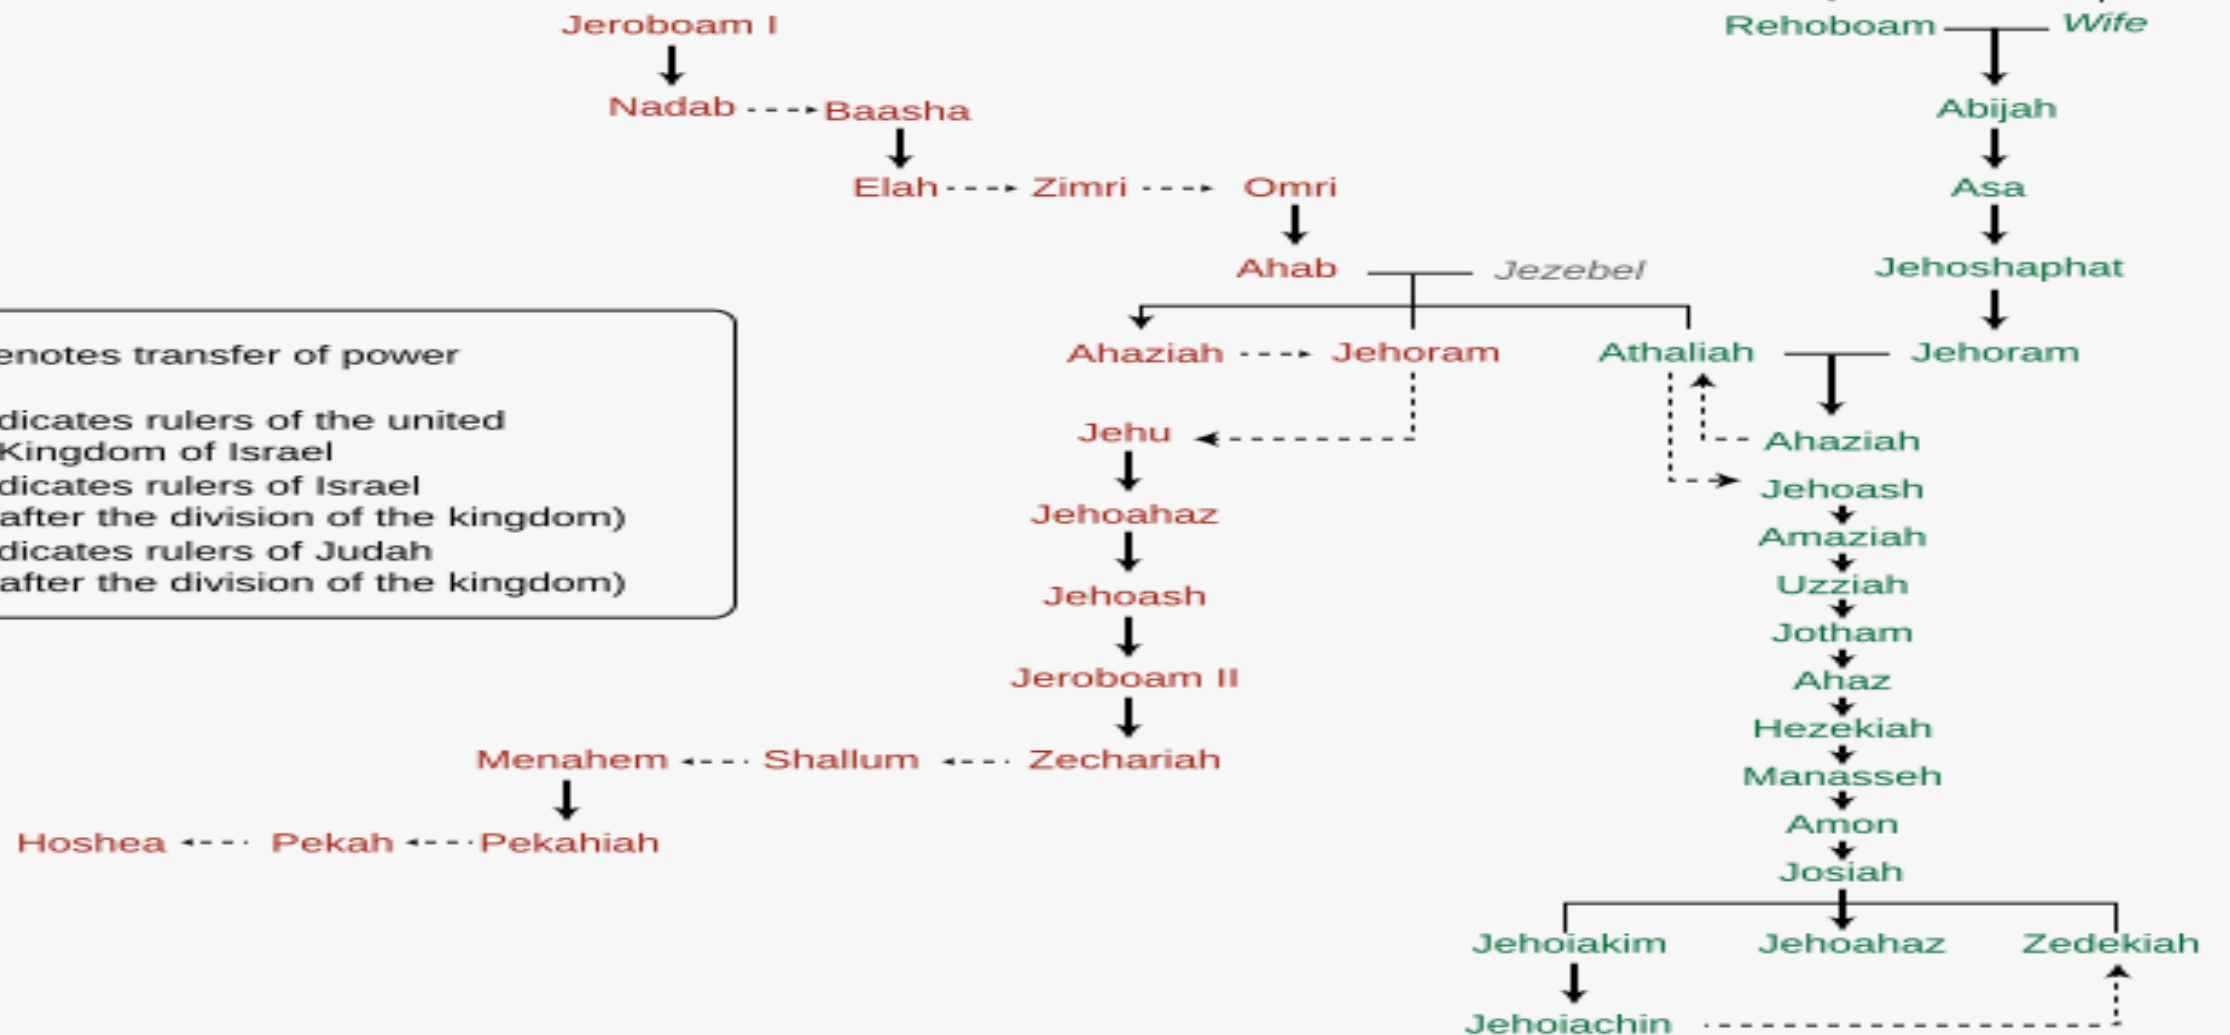 Jeroboam I
Rehoboam Wife
Nadab Baasha
Abijah
Elah Zimri Omri
Asa
Ahab Jezebel
Jehoshaphat
Ahaziah Jehoram Athaliah Jehoram
enotes transfer of power
dicates rulers of the united
Kingdom of Israel
dicates rulers of Israel
after the division of the kingdom)
dicates rulers of Judah
after the division of the kingdom)
Jehu
Ahaziah
Jehoahaz
Jehoash
Jehoash
Amaziah
Uzziah
Jotham
Jeroboam II
Ahaz
Hezekiah
Menahem Shallum Zechariah
Manasseh
Hoshea Pekah Pekahiah
Amon
Josiah
Jehoiakim Jehoahaz Zedekiah
Jehoiachin